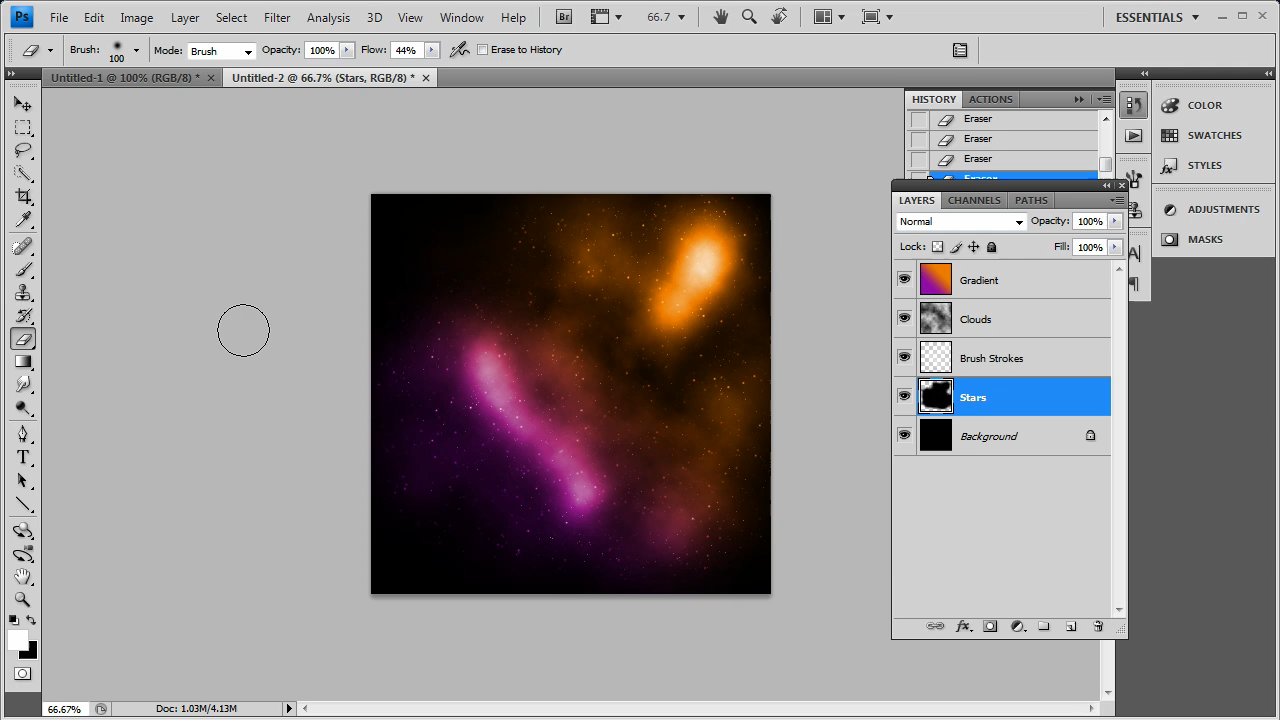 Ps File Edit Image Layer Select Filter Analysis 3D View Window Help Br 66.7 ESSENTIALS
Brush: 100 Mode: Brush Opacity: 100% Flow: 44% Erase to History
Untitled-1 @ 100% (RGB/8) * × Untitled-2 @ 66.7% (Stars, RGB/8) * ×
HISTORY ACTIONS
Eraser
Eraser
Eraser
Eraser
LAYERS CHANNELS PATHS
Normal Opacity: 100%
Lock: Fill: 100%
Gradient
Clouds
Brush Strokes
Stars
Background
COLOR
SWATCHES
STYLES
ADJUSTMENTS
MASKS
66.67% Doc: 1.03M/4.13M